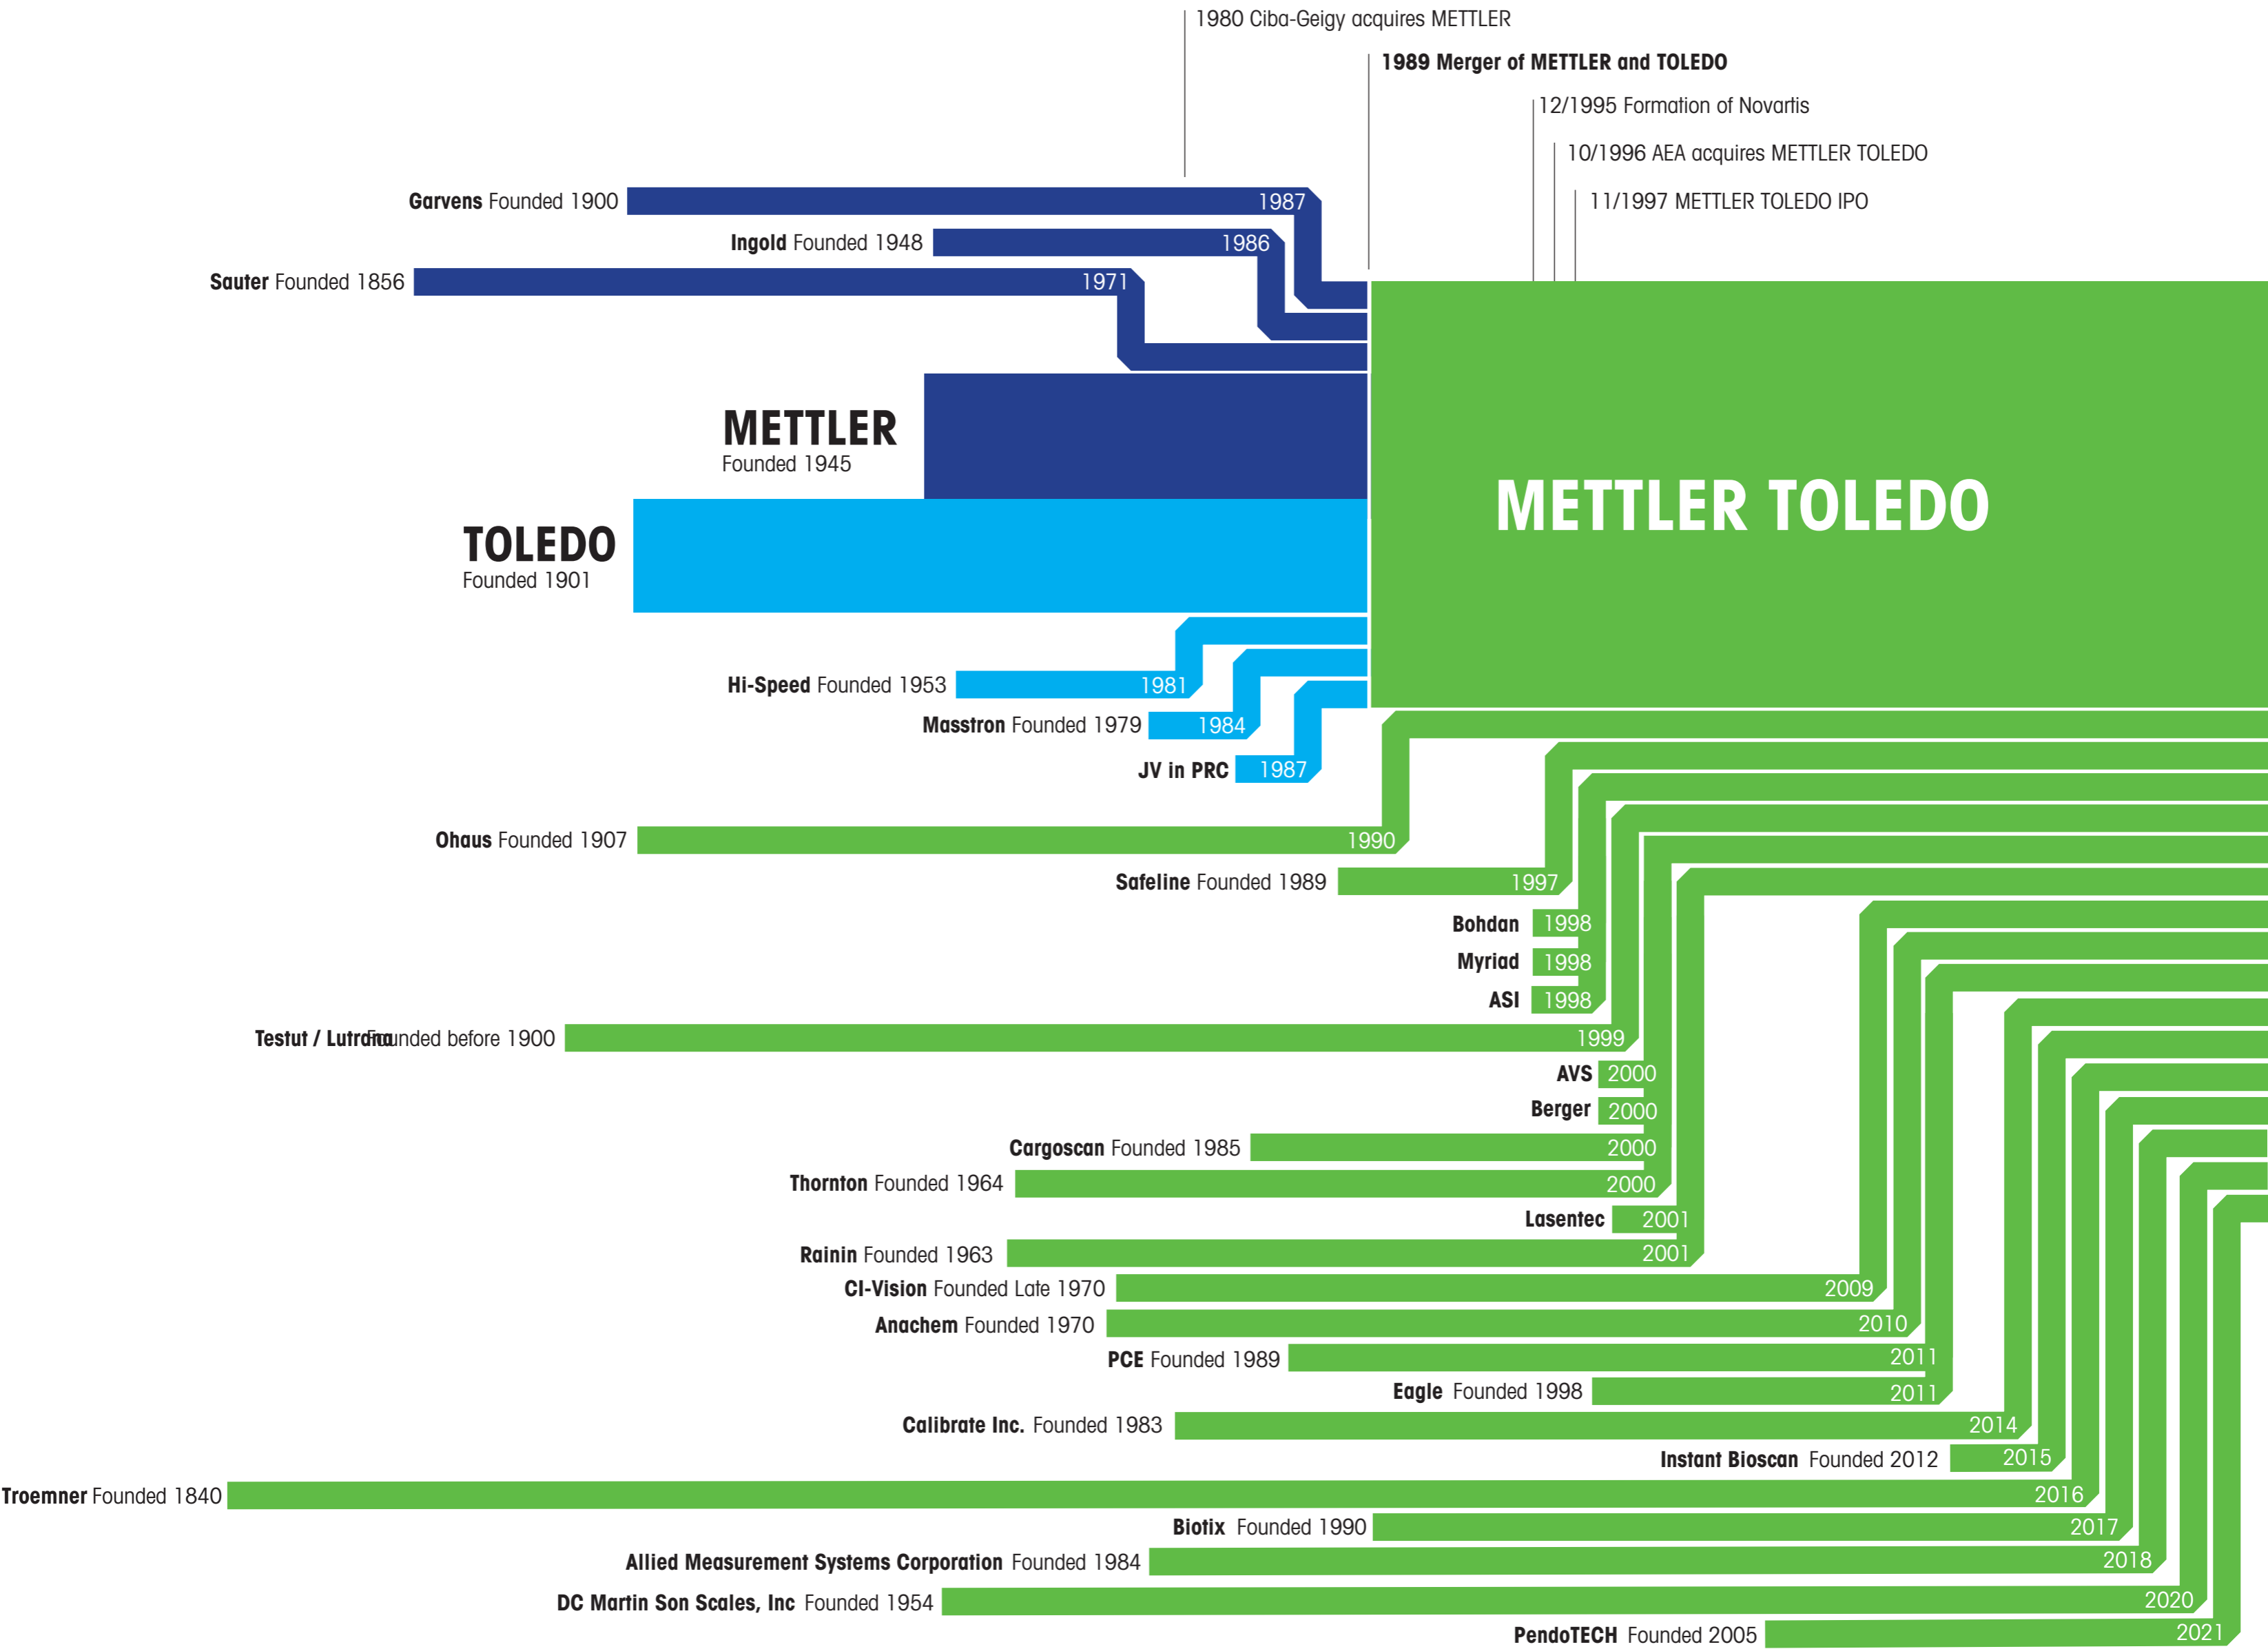 1980 Ciba-Geigy acquires METTLER
1989 Merger of METTLER and TOLEDO
12/1995 Formation of Novartis
10/1996 AEA acquires METTLER TOLEDO
11/1997 METTLER TOLEDO IPO
Garvens Founded 1900 1987
Ingold Founded 1948 1986
Sauter Founded 1856 1971
METTLER
Founded 1945
METTLER TOLEDO
TOLEDO
Founded 1901
Hi-Speed Founded 1953 1981
Masstron Founded 1979 1984
JV in PRC 1987
Ohaus Founded 1907 1990
Safeline Founded 1989 1997
Bohdan 1998
Myriad 1998
ASI 1998
Testut / Lutrana Founded before 1900 1999
AVS 2000
Berger 2000
Cargoscan Founded 1985 2000
Thornton Founded 1964 2000
Lasentec 2001
Rainin Founded 1963 2001
CI-Vision Founded Late 1970 2009
Anachem Founded 1970 2010
PCE Founded 1989 2011
Eagle Founded 1998 2011
Calibrate Inc. Founded 1983 2014
Instant Bioscan Founded 2012 2015
Troemner Founded 1840 2016
Biotix Founded 1990 2017
Allied Measurement Systems Corporation Founded 1984 2018
DC Martin Son Scales, Inc Founded 1954 2020
PendoTECH Founded 2005 2021